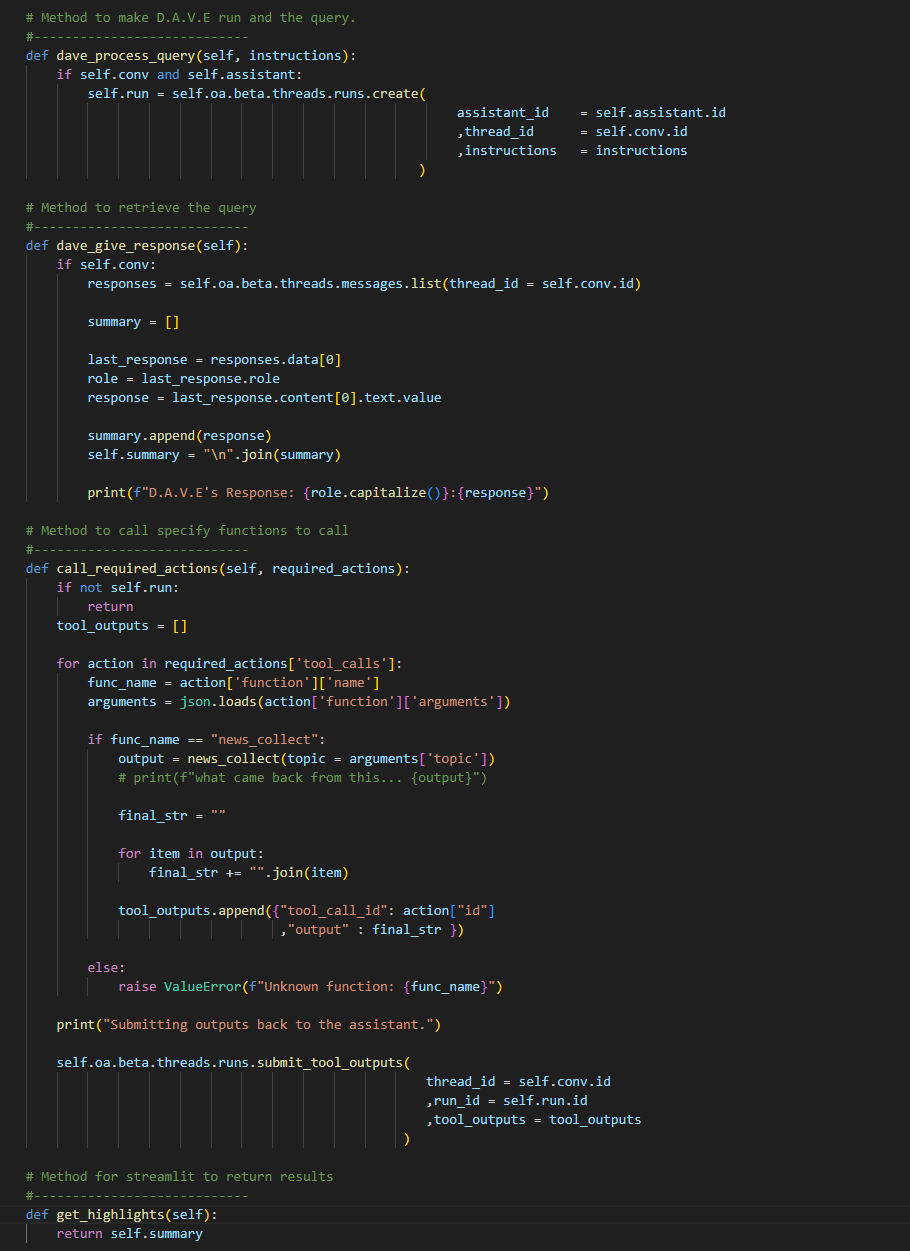 # Method to make D.A.V.E run and the query.
#----------------------------
def dave_process_query(self, instructions):
    if self.conv and self.assistant:
        self.run = self.oa.beta.threads.runs.create(
                                                        assistant_id    = self.assistant.id
                                                        ,thread_id      = self.conv.id
                                                        ,instructions   = instructions
                                                   )

# Method to retrieve the query
#----------------------------
def dave_give_response(self):
    if self.conv:
        responses = self.oa.beta.threads.messages.list(thread_id = self.conv.id)

        summary = []

        last_response = responses.data[0]
        role = last_response.role
        response = last_response.content[0].text.value

        summary.append(response)
        self.summary = "\n".join(summary)

        print(f"D.A.V.E's Response: {role.capitalize()}:{response}")

# Method to call specify functions to call
#----------------------------
def call_required_actions(self, required_actions):
    if not self.run:
        return
    tool_outputs = []

    for action in required_actions['tool_calls']:
        func_name = action['function']['name']
        arguments = json.loads(action['function']['arguments'])

        if func_name == "news_collect":
            output = news_collect(topic = arguments['topic'])
            # print(f"what came back from this... {output}")

            final_str = ""

            for item in output:
                final_str += "".join(item)

            tool_outputs.append({"tool_call_id": action["id"]
                                 ,"output" : final_str })

        else:
            raise ValueError(f"Unknown function: {func_name}")

    print("Submitting outputs back to the assistant.")

    self.oa.beta.threads.runs.submit_tool_outputs(
                                                    thread_id = self.conv.id
                                                    ,run_id = self.run.id
                                                    ,tool_outputs = tool_outputs
                                                 )

# Method for streamlit to return results
#----------------------------
def get_highlights(self):
    return self.summary